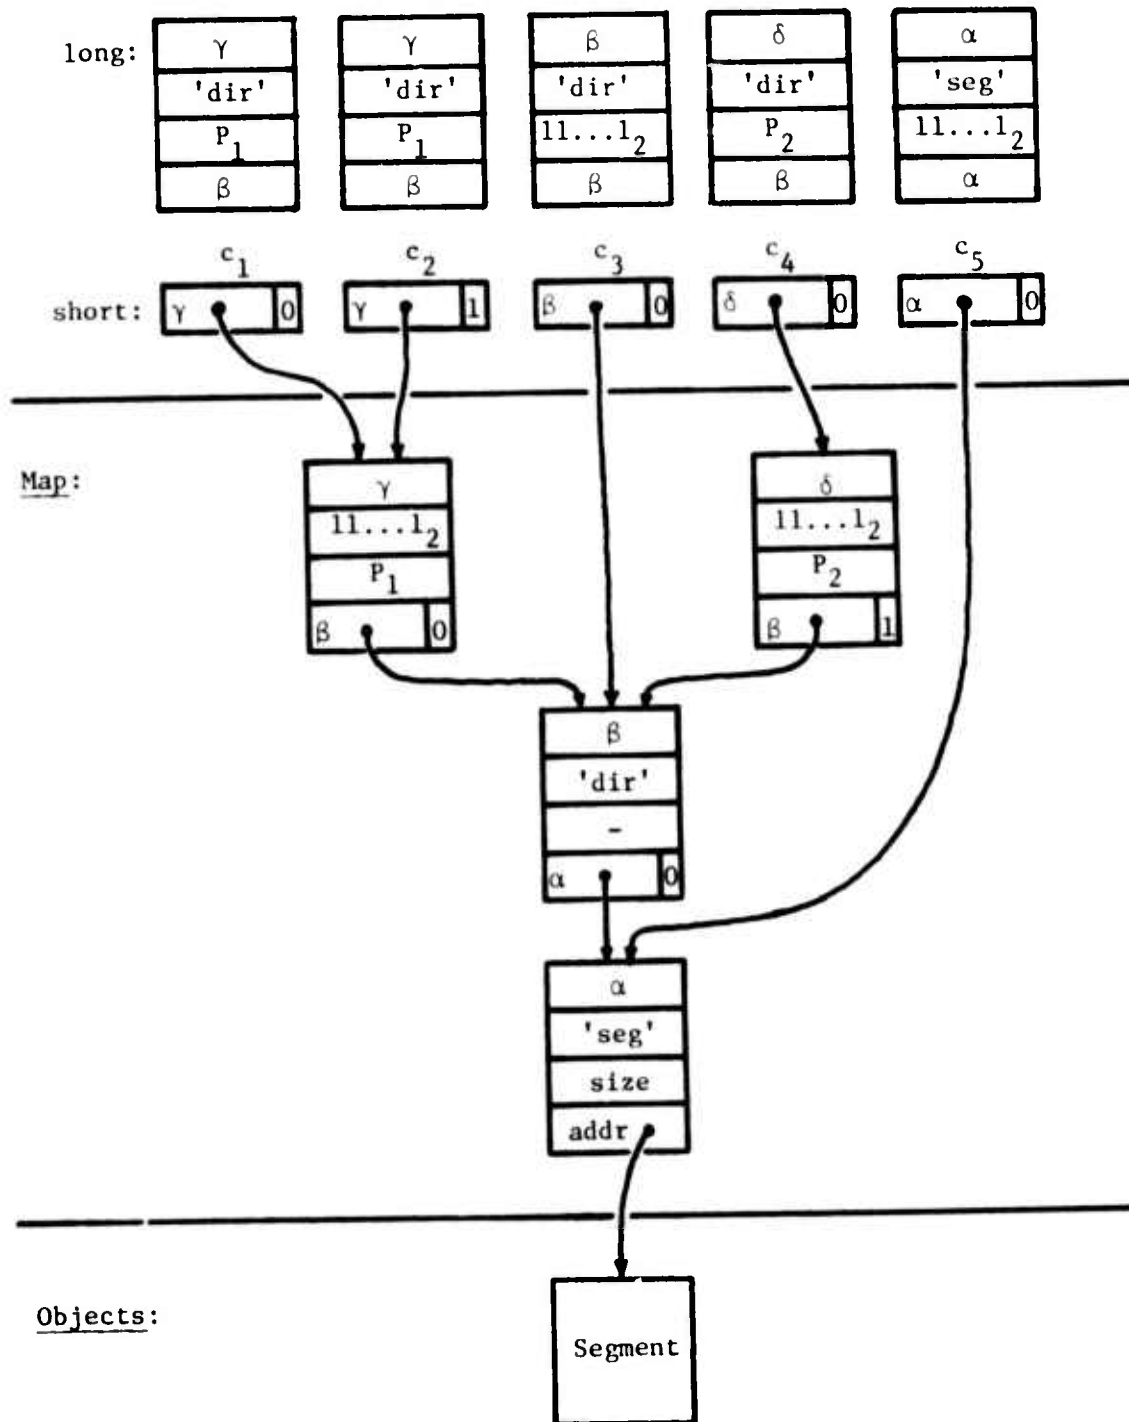 long: γ γ β δ α
'dir' 'dir' 'dir' 'dir' 'seg'
P1 P1 11...1₂ P2 11...1₂
β β β β α
c1 c2 c3 c4 c5
short: γ 0 γ 1 β 0 δ 0 α 0
Map:
γ δ
11...1₂ 11...1₂
P1 P2
β 0 β 1
β
'dir'
-
α 0
α
'seg'
size
addr
Objects:
Segment